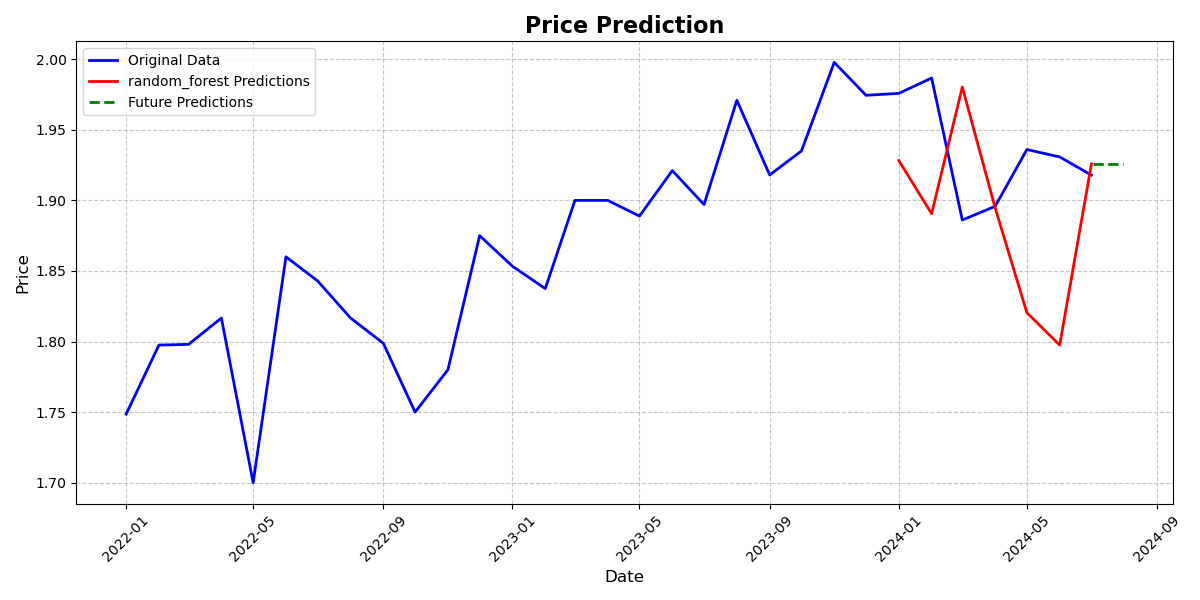 Price Prediction
Original Data
random_forest Predictions
Future Predictions
2.00
1.95
1.90
1.85
1.80
1.75
1.70
Price
2022-01
2022-05
2022-09
2023-01
2023-05
2023-09
2024-01
2024-05
2024-09
Date